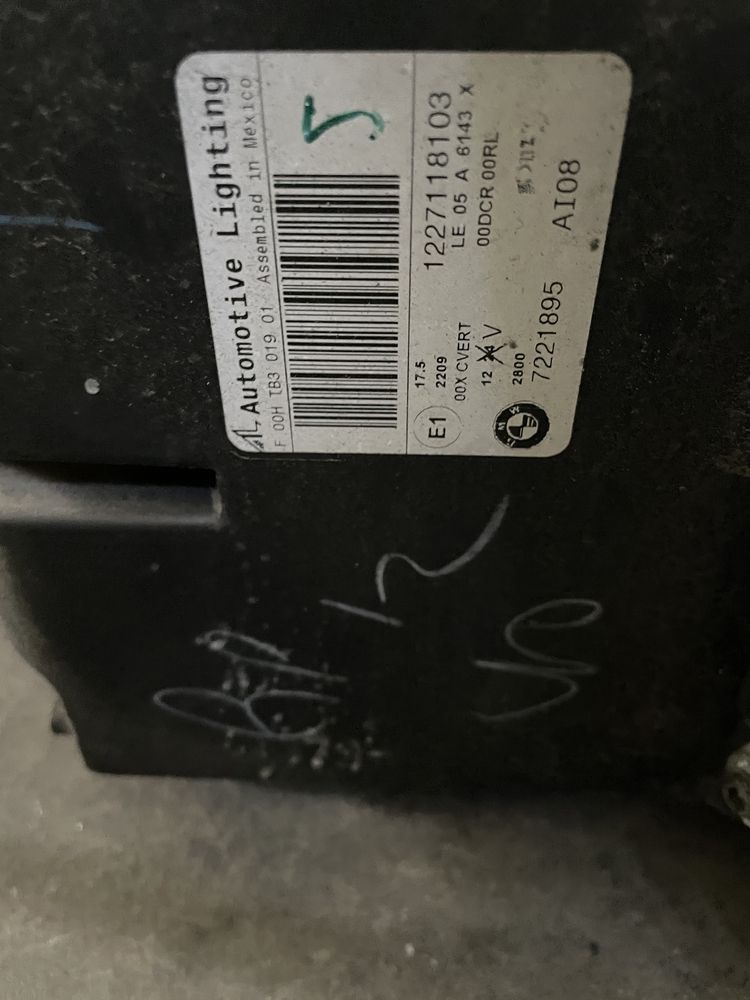 Automotive Lighting
F 00H TB3 019 01 Assembled in Mexico
5
1227118103
LE 05 A 6143 X
00DCR 00RL
E1
17.5
2209
00X CVERT
12 V
2800
7221895
AI08
BMW